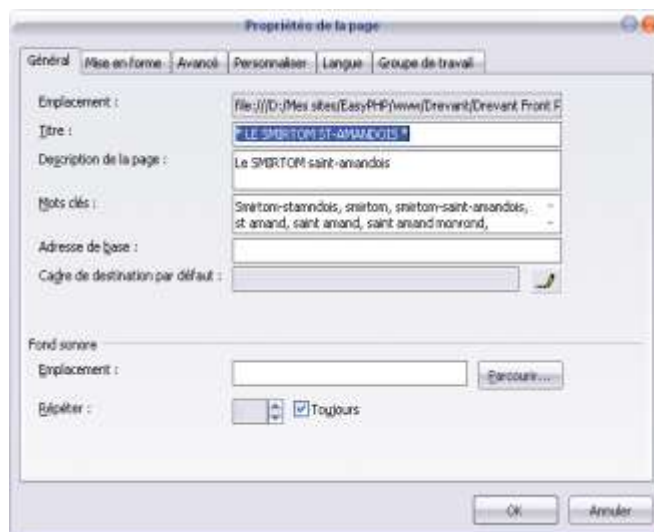 Propriétés de la page
Général Mise en forme Avancé Personnaliser Langue Groupe de travail
Emplacement : file:///D:/Mes sites/EasyPHP/www/Drevant/Drevant Front F
Titre : * LE SMIRTOM ST-AMANDOIS *
Description de la page : Le SMIRTOM saint-amandois
Mots clés : Smirtom-stamndois, smirtom, smirtom-saint-amandois,
st amand, saint amand, saint amand monrond,
Adresse de base :
Cadre de destination par défaut :
Fond sonore
Emplacement : Parcourir...
Répéter : Toujours
OK Annuler